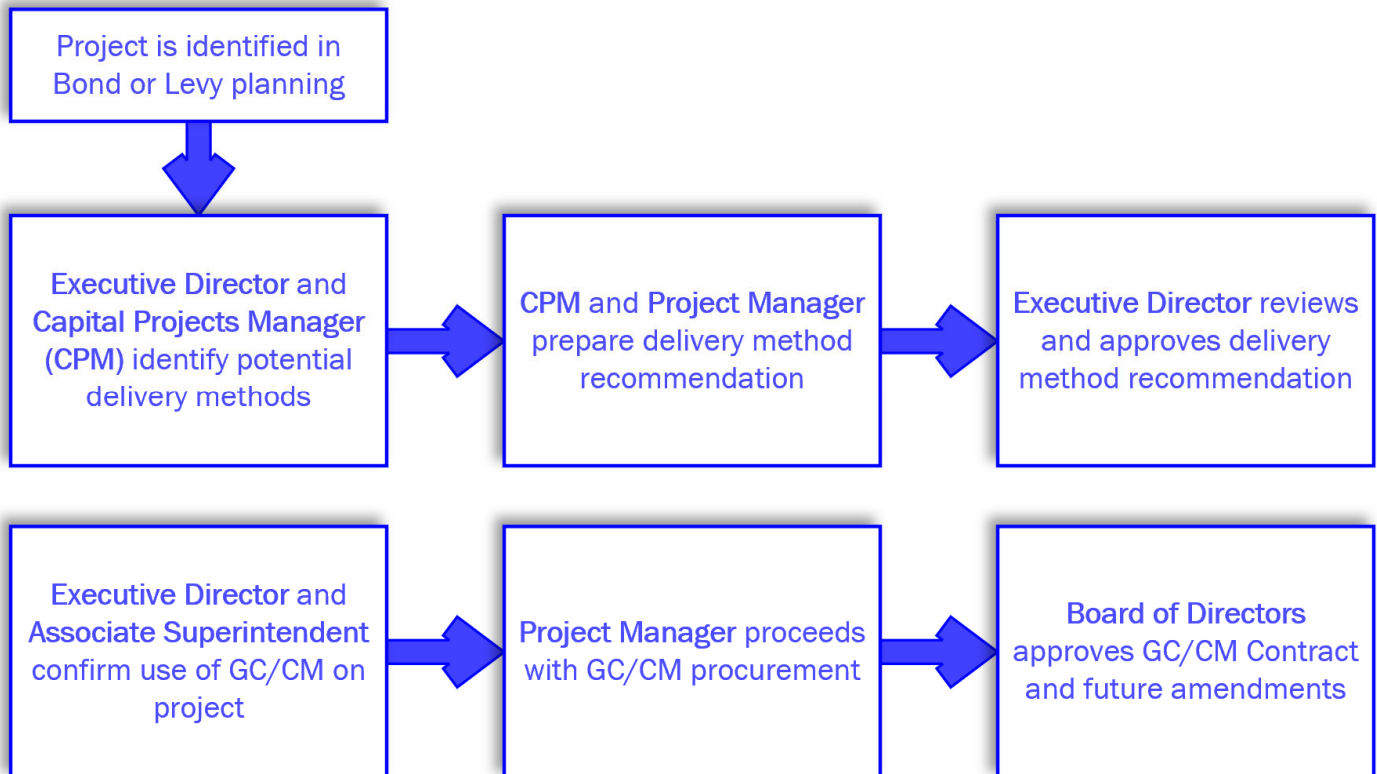 Project is identified in
Bond or Levy planning
Executive Director and
Capital Projects Manager
(CPM) identify potential
delivery methods
CPM and Project Manager
prepare delivery method
recommendation
Executive Director reviews
and approves delivery
method recommendation
Executive Director and
Associate Superintendent
confirm use of GC/CM on
project
Project Manager proceeds
with GC/CM procurement
Board of Directors
approves GC/CM Contract
and future amendments